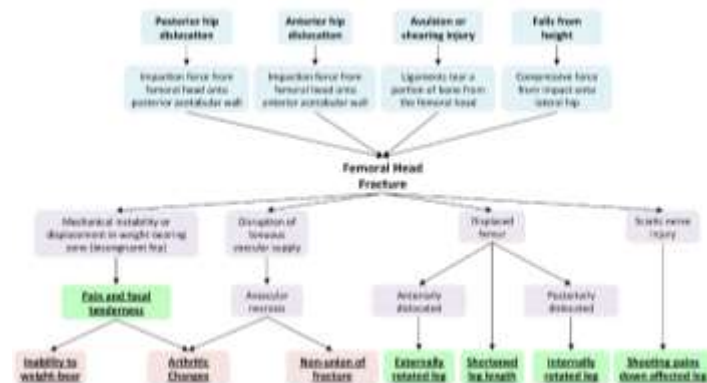 Posterior hip
dislocation
Anterior hip
dislocation
Avulsion or
shearing injury
Falls from
height
Impaction force from
femoral head onto
posterior acetabular wall
Impaction force from
femoral head onto
anterior acetabular wall
Ligaments tear a
portion of bone from
the femoral head
Compressive force
from impact onto
lateral hip
Femoral Head
Fracture
Mechanical instability or
displacement in weight bearing
zone (incongruent hip)
Disruption of
tenuous
vascular supply
Displaced
femur
Sciatic nerve
injury
Pain and focal
tenderness
Avascular
necrosis
Anteriorly
dislocated
Posteriorly
dislocated
Inability to
weight-bear
Arthritic
Changes
Non-union of
fracture
Externally
rotated leg
Shortened
leg length
Internally
rotated leg
Shooting pains
down affected leg